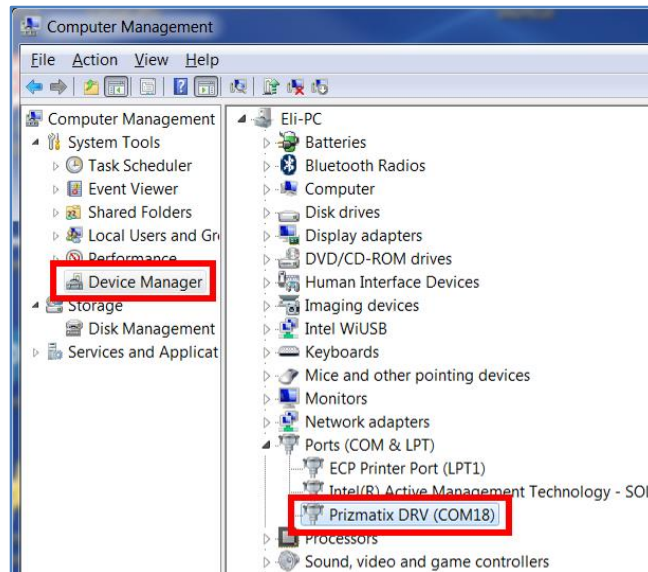 Computer Management
File Action View Help
Computer Management
System Tools
Task Scheduler
Event Viewer
Shared Folders
Local Users and Gr
Performance
Device Manager
Storage
Disk Management
Services and Applicat
Eli-PC
Batteries
Bluetooth Radios
Computer
Disk drives
Display adapters
DVD/CD-ROM drives
Human Interface Devices
Imaging devices
Intel WiUSB
Keyboards
Mice and other pointing devices
Monitors
Network adapters
Ports (COM & LPT)
ECP Printer Port (LPT1)
Intel(R) Active Management Technology - SOL
Prizmatix DRV (COM18)
Processors
Sound, video and game controllers